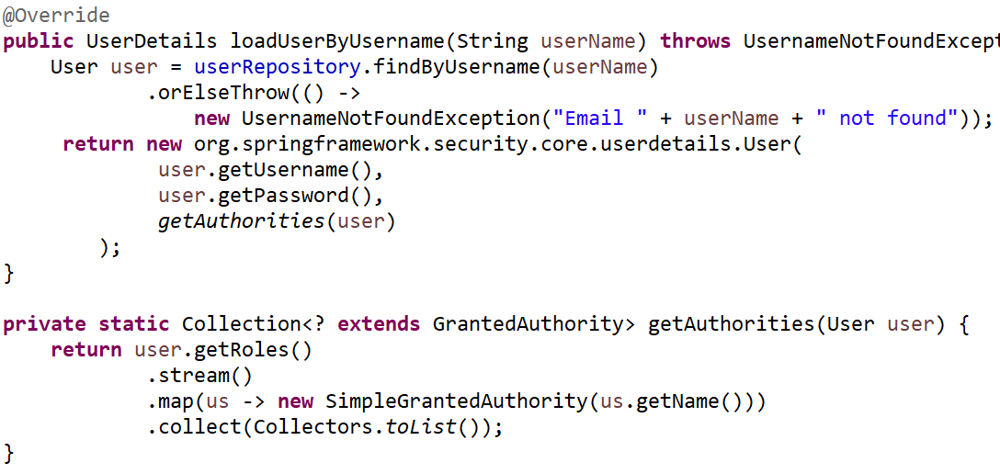 @Override
public UserDetails loadUserByUsername(String userName) throws UsernameNotFoundExcept
    User user = userRepository.findByUsername(userName)
            .orElseThrow(() ->
                new UsernameNotFoundException("Email " + userName + " not found"));
     return new org.springframework.security.core.userdetails.User(
             user.getUsername(),
             user.getPassword(),
             getAuthorities(user)
        );
}

private static Collection<? extends GrantedAuthority> getAuthorities(User user) {
    return user.getRoles()
            .stream()
            .map(us -> new SimpleGrantedAuthority(us.getName()))
            .collect(Collectors.toList());
}